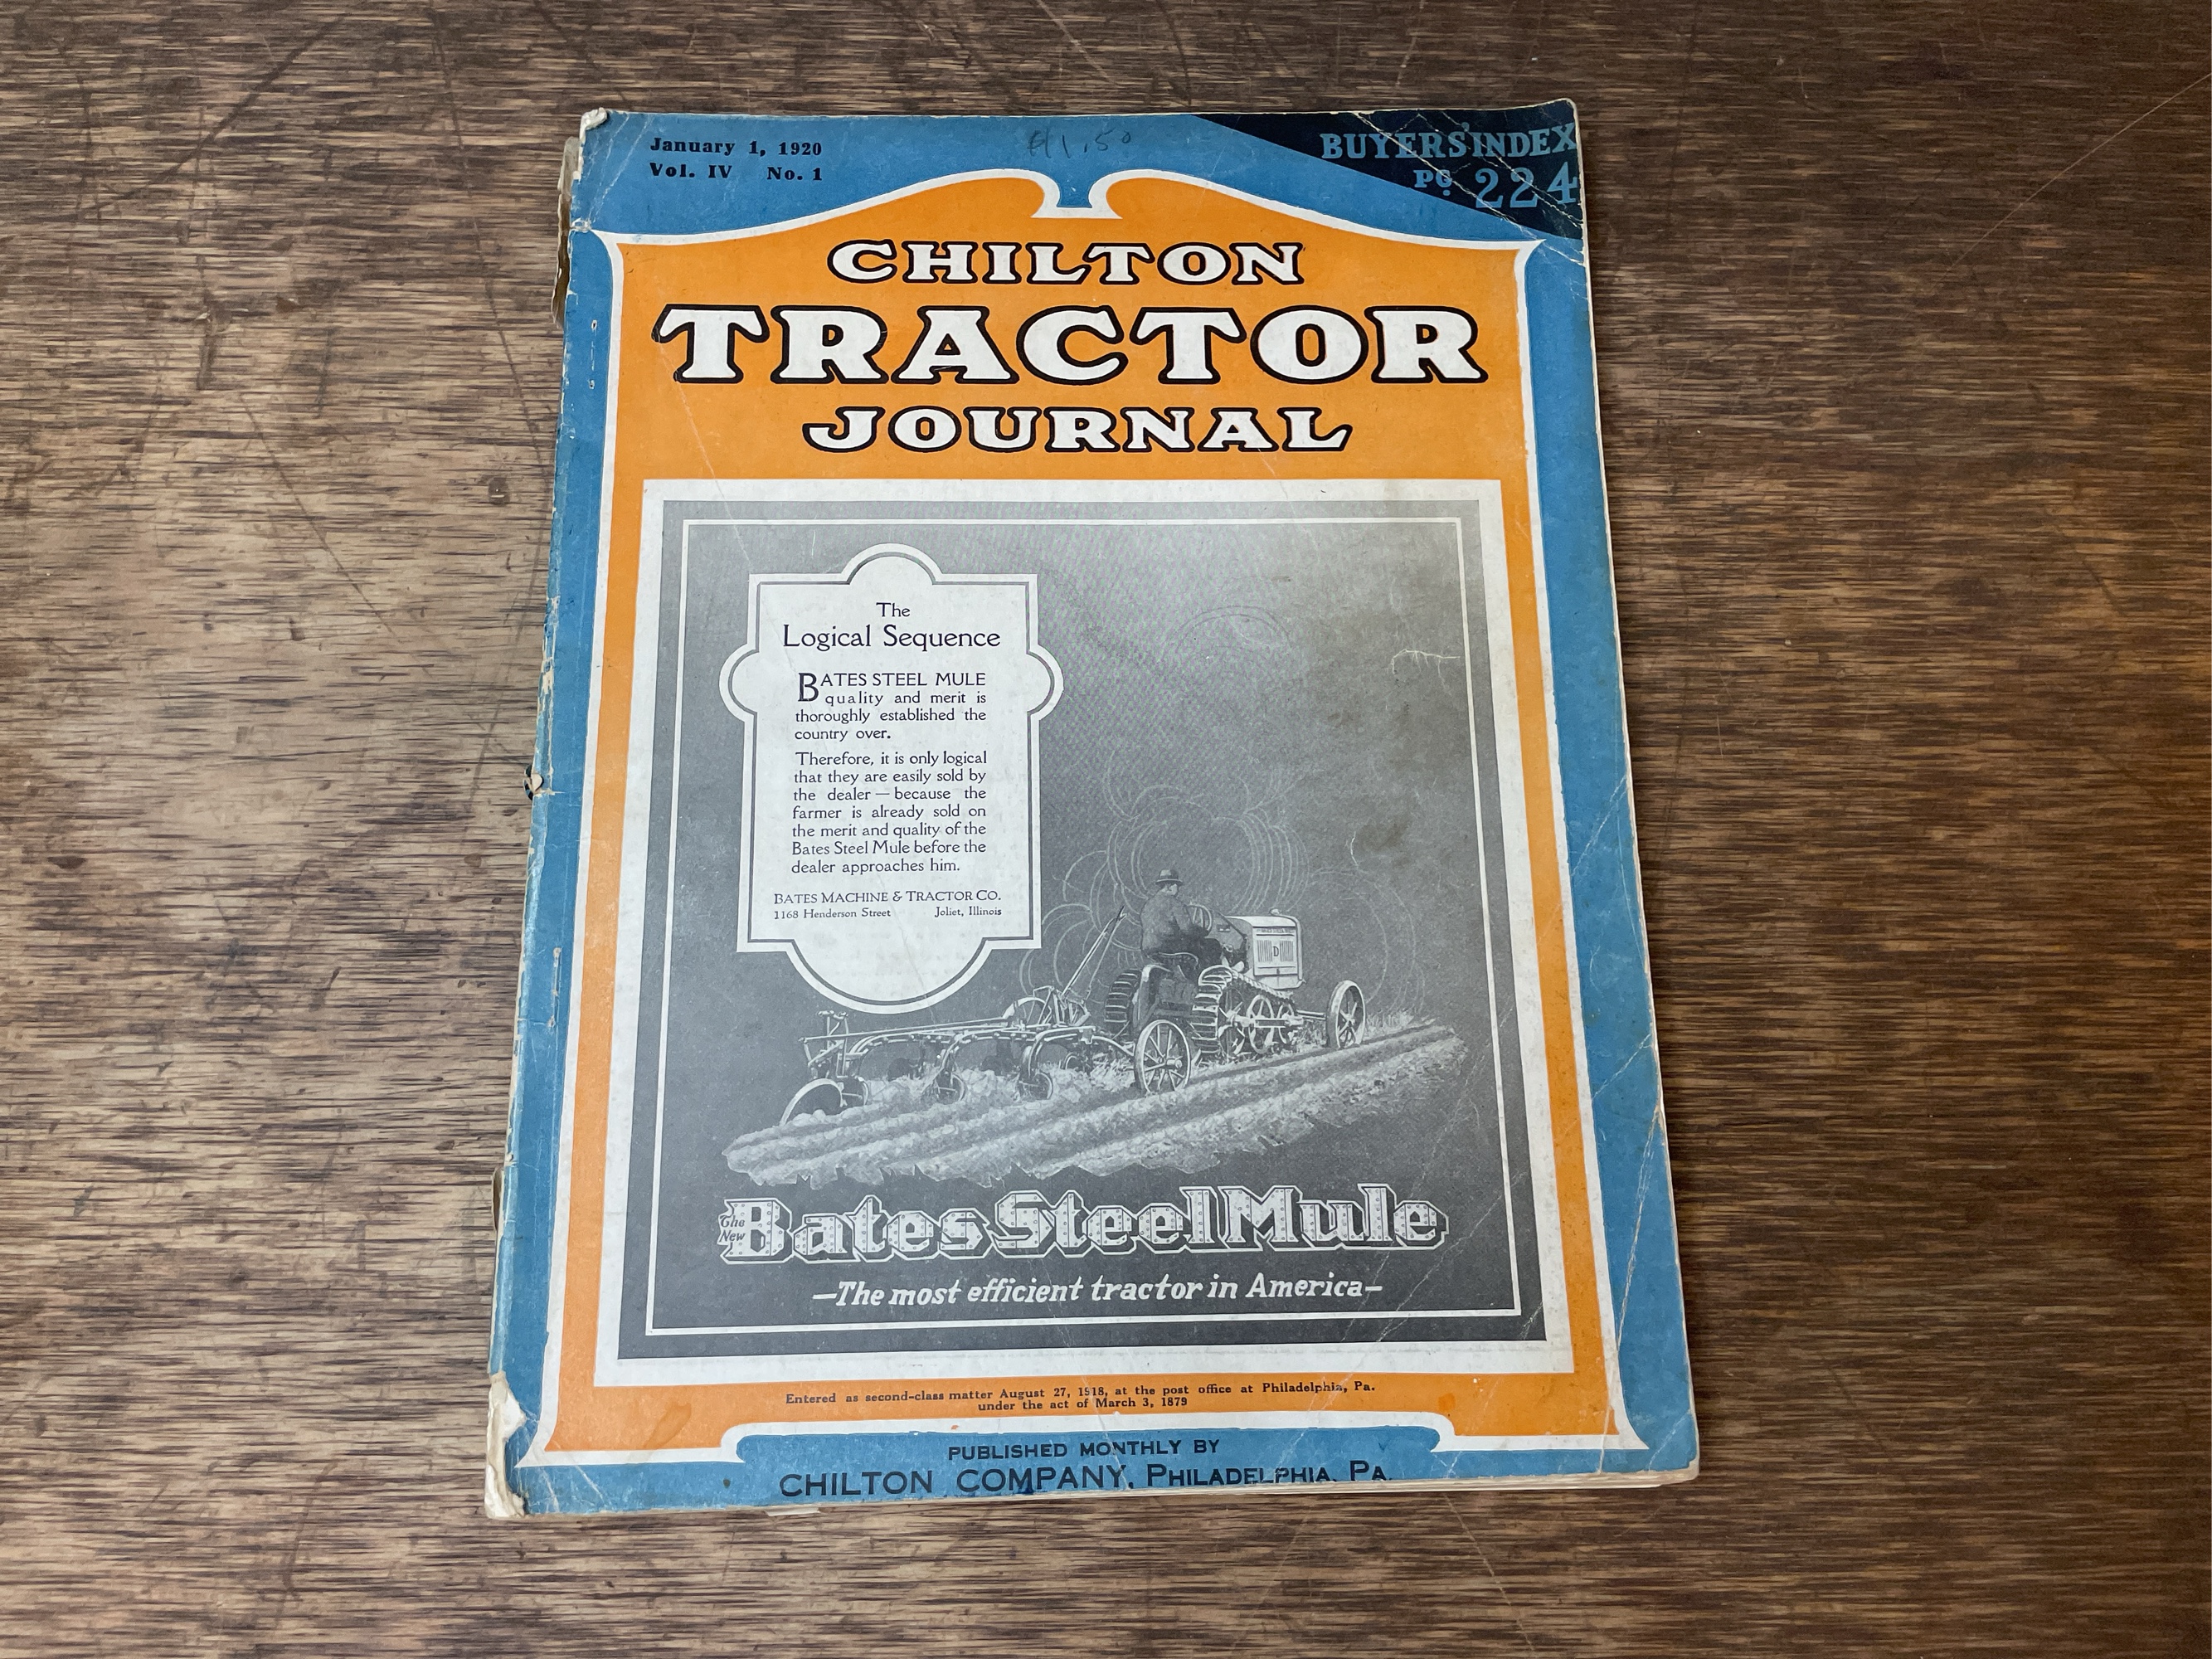 January 1, 1920
Vol. IV No. 1
$1.50
BUYERS' INDEX
PG. 224
CHILTON
TRACTOR
JOURNAL
The
Logical Sequence
BATES STEEL MULE
quality and merit is
thoroughly established the
country over.
Therefore, it is only logical
that they are easily sold by
the dealer — because the
farmer is already sold on
the merit and quality of the
Bates Steel Mule before the
dealer approaches him.
BATES MACHINE & TRACTOR CO.
1168 Henderson Street Joliet, Illinois
The New Bates Steel Mule
—The most efficient tractor in America—
Entered as second-class matter August 27, 1918, at the post office at Philadelphia, Pa.
under the act of March 3, 1879
PUBLISHED MONTHLY BY
CHILTON COMPANY, PHILADELPHIA, PA.